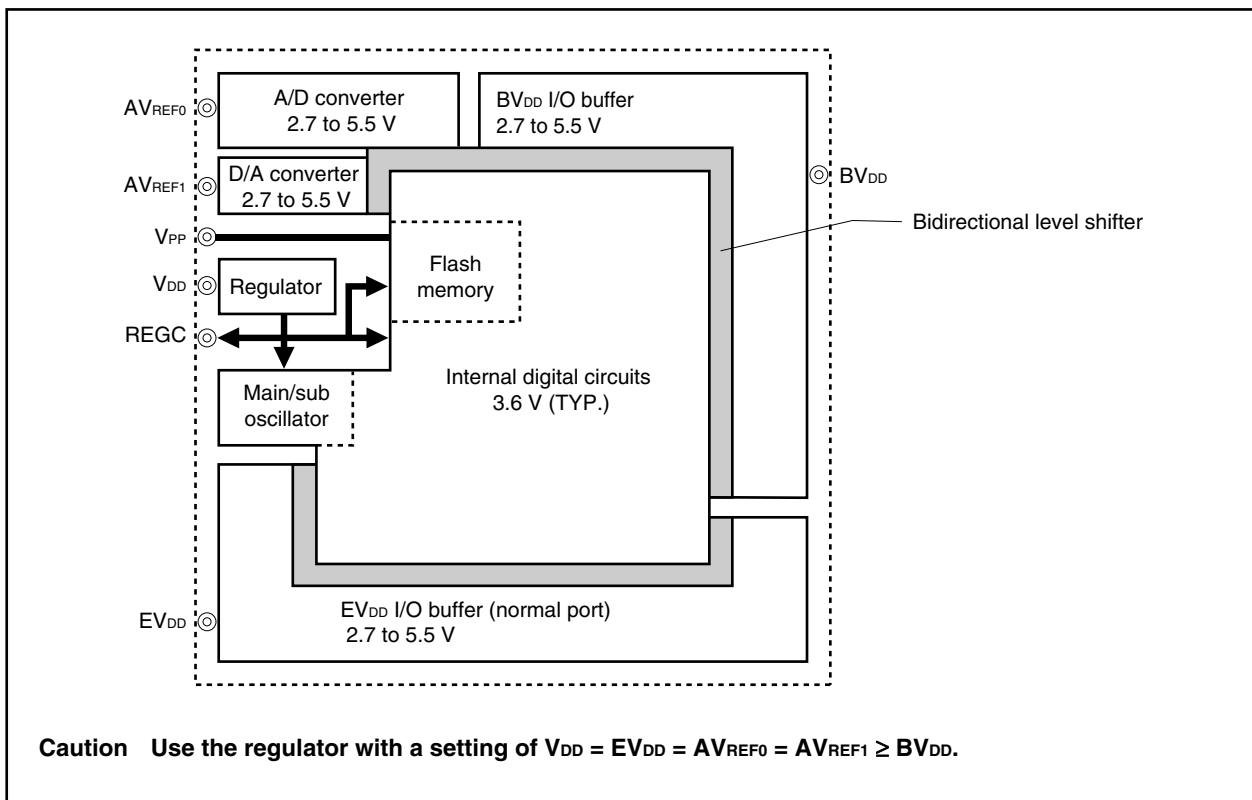 AVREF0
A/D converter
2.7 to 5.5 V
BVDD I/O buffer
2.7 to 5.5 V
AVREF1
D/A converter
2.7 to 5.5 V
BVDD
Bidirectional level shifter
VPP
Flash
memory
VDD
Regulator
REGC
Internal digital circuits
3.6 V (TYP.)
Main/sub
oscillator
EVDD
EVDD I/O buffer (normal port)
2.7 to 5.5 V
Caution Use the regulator with a setting of VDD = EVDD = AVREF0 = AVREF1 ≥ BVDD.